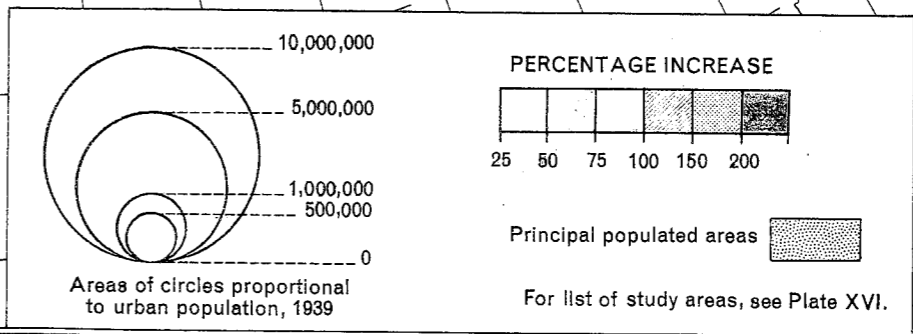 10,000,000
5,000,000
1,000,000
500,000
0
Areas of circles proportional
to urban population, 1939
PERCENTAGE INCREASE
25 50 75 100 150 200
Principal populated areas
For list of study areas, see Plate XVI.